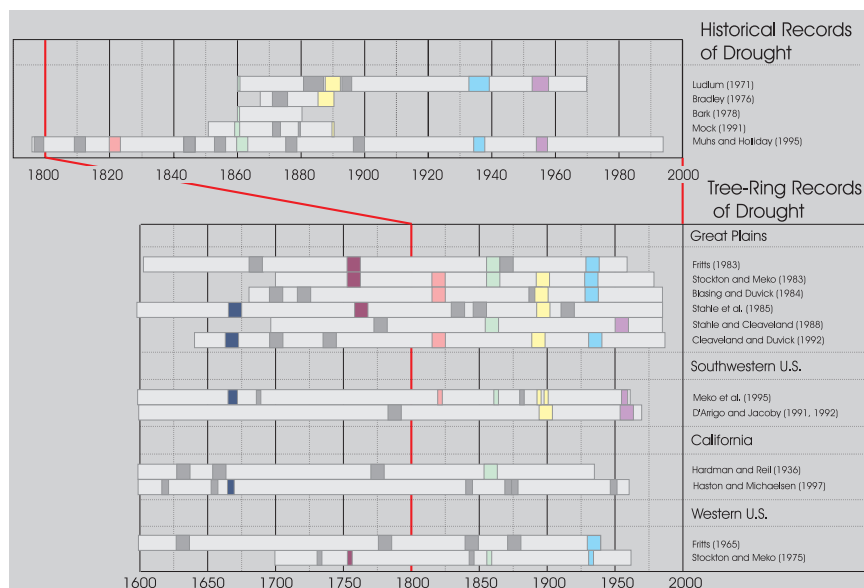 Historical Records
of Drought
Ludlum (1971)
Bradley (1976)
Bark (1978)
Mock (1991)
Muhs and Holiday (1995)
1800 1820 1840 1860 1880 1900 1920 1940 1960 1980 2000
Tree-Ring Records
of Drought
Great Plains
Fritts (1983)
Stockton and Meko (1983)
Blasing and Duvick (1984)
Stahle et al. (1985)
Stahle and Cleaveland (1988)
Cleaveland and Duvick (1992)
Southwestern U.S.
Meko et al. (1995)
D'Arrigo and Jacoby (1991, 1992)
California
Hardman and Reil (1936)
Haston and Michaelsen (1997)
Western U.S.
Fritts (1965)
Stockton and Meko (1975)
1600 1650 1700 1750 1800 1850 1900 1950 2000